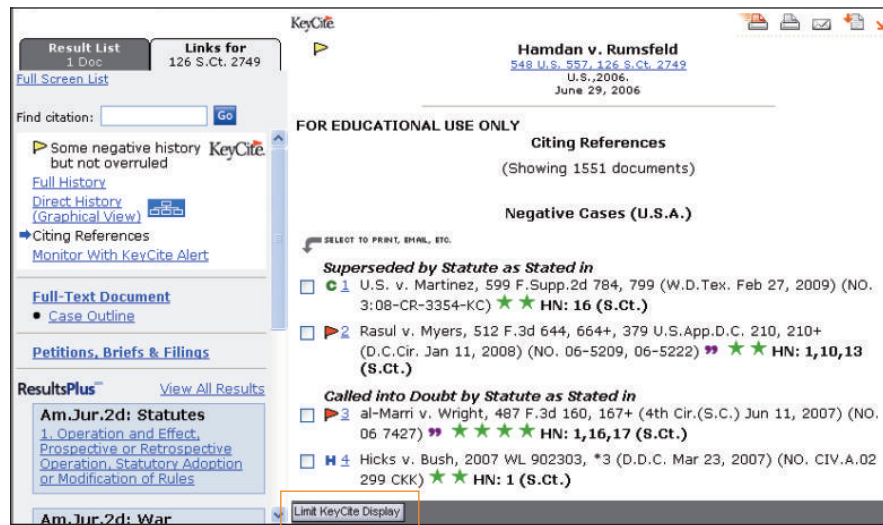 Result List
1 Doc
Links for
126 S.Ct. 2749
Full Screen List
Find citation:
Go
Some negative history
but not overruled
KeyCite.
Full History
Direct History
(Graphical View)
Citing References
Monitor With KeyCite Alert
Full-Text Document
Case Outline
Petitions, Briefs & Filings
ResultsPlus™
View All Results
Am.Jur.2d: Statutes
1. Operation and Effect,
Prospective or Retrospective
Operation, Statutory Adoption
or Modification of Rules
Am.Jur.2d: War
KeyCite.
Hamdan v. Rumsfeld
548 U.S. 557, 126 S.Ct. 2749
U.S.,2006.
June 29, 2006
FOR EDUCATIONAL USE ONLY
Citing References
(Showing 1551 documents)
Negative Cases (U.S.A.)
SELECT TO PRINT, EMAIL, ETC.
Superseded by Statute as Stated in
C 1 U.S. v. Martinez, 599 F.Supp.2d 784, 799 (W.D.Tex. Feb 27, 2009) (NO.
3:08-CR-3354-KC) ★ ★ HN: 16 (S.Ct.)
2 Rasul v. Myers, 512 F.3d 644, 664+, 379 U.S.App.D.C. 210, 210+
(D.C.Cir. Jan 11, 2008) (NO. 06-5209, 06-5222) ❞ ★ ★ HN: 1,10,13
(S.Ct.)
Called into Doubt by Statute as Stated in
3 al-Marri v. Wright, 487 F.3d 160, 167+ (4th Cir.(S.C.) Jun 11, 2007) (NO.
06 7427) ❞ ★ ★ ★ ★ HN: 1,16,17 (S.Ct.)
H 4 Hicks v. Bush, 2007 WL 902303, *3 (D.D.C. Mar 23, 2007) (NO. CIV.A.02
299 CKK) ★ ★ HN: 1 (S.Ct.)
Limit KeyCite Display